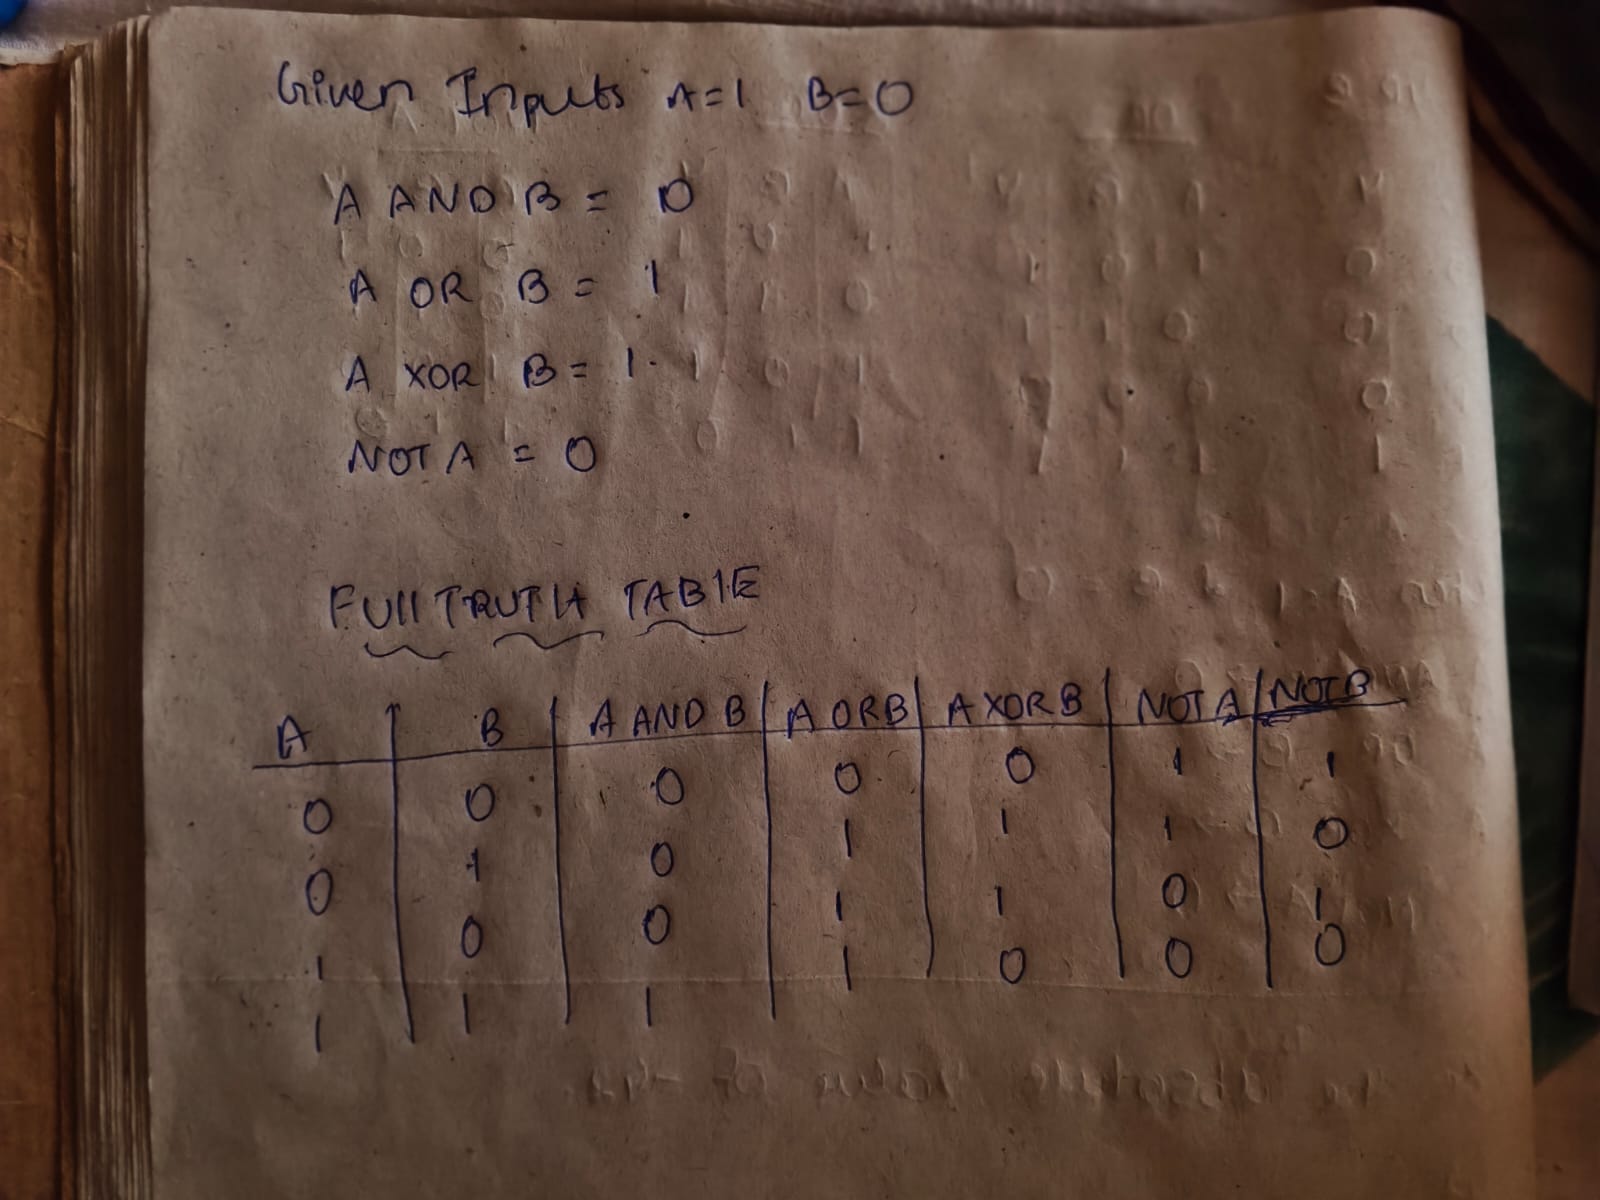 Given Inputs A=1 B=0
A AND B = 0
A OR B = 1
A XOR B = 1.
NOT A = 0
FUll TRUTH TABlE
A B A AND B A OR B A XOR B NOT A NOT B
0 0 0 0 0 1 1
0 1 0 1 1 1 0
1 0 0 1 1 0 1
1 1 1 1 0 0 0